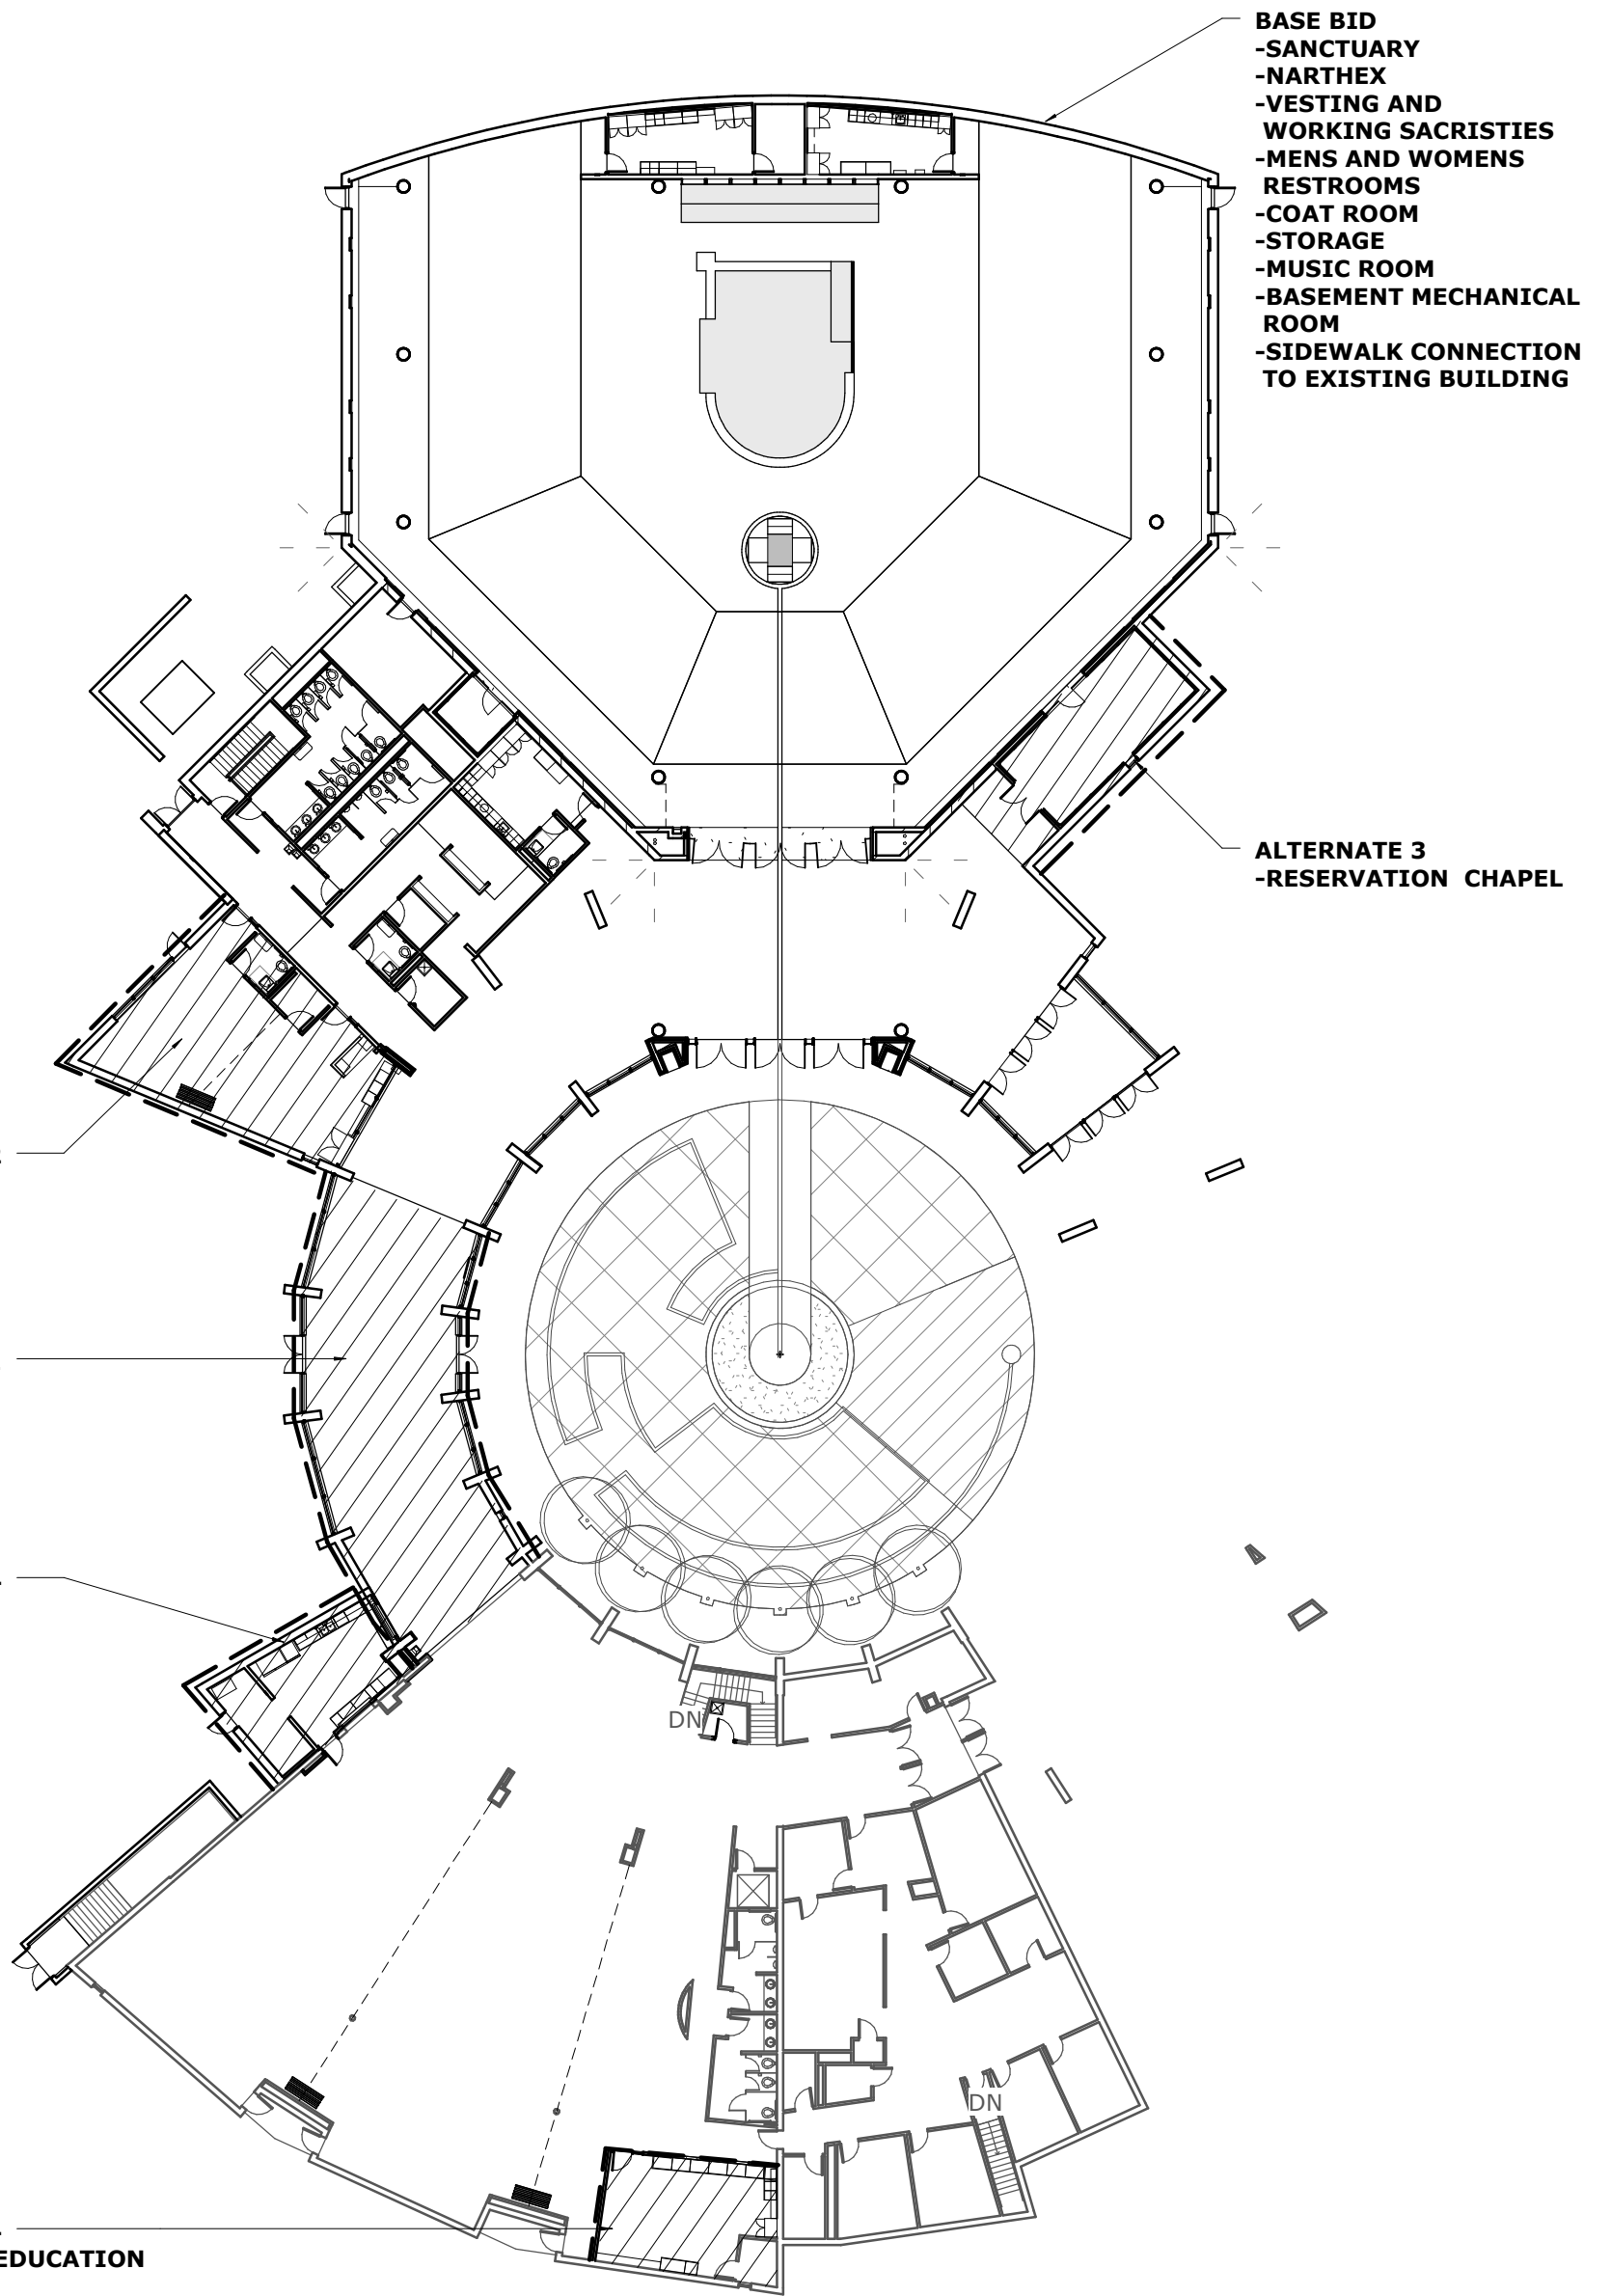 BASE BID
-SANCTUARY
-NARTHEX
-VESTING AND
WORKING SACRISTIES
-MENS AND WOMENS
RESTROOMS
-COAT ROOM
-STORAGE
-MUSIC ROOM
-BASEMENT MECHANICAL
ROOM
-SIDEWALK CONNECTION
TO EXISTING BUILDING
ALTERNATE 3
-RESERVATION CHAPEL
DN
DN
EDUCATION